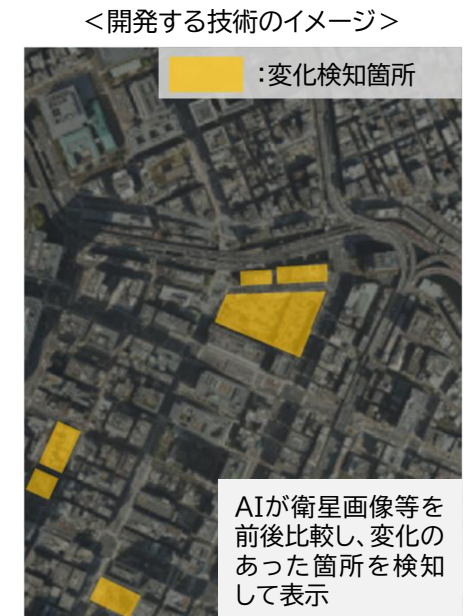 ＜開発する技術のイメージ＞
：変化検知箇所
AIが衛星画像等を
前後比較し、変化の
あった箇所を検知
して表示